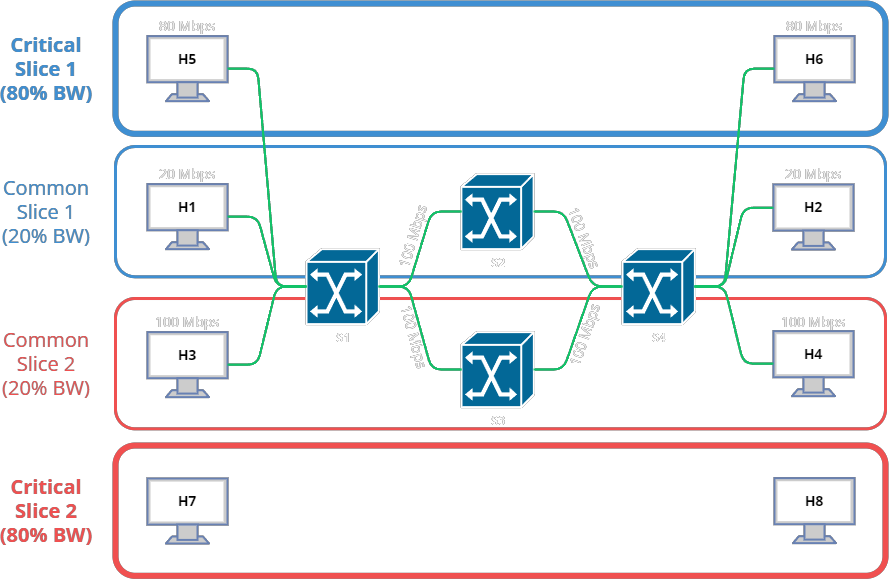 80 Mbps
80 Mbps
Critical
Slice 1
(80% BW)
H5
H6
20 Mbps
20 Mbps
Common
Slice 1
(20% BW)
H1
H2
100 Mbps
100 Mbps
S2
S1
S4
100 Mbps
100 Mbps
100 Mbps
100 Mbps
Common
Slice 2
(20% BW)
H3
H4
S3
Critical
Slice 2
(80% BW)
H7
H8